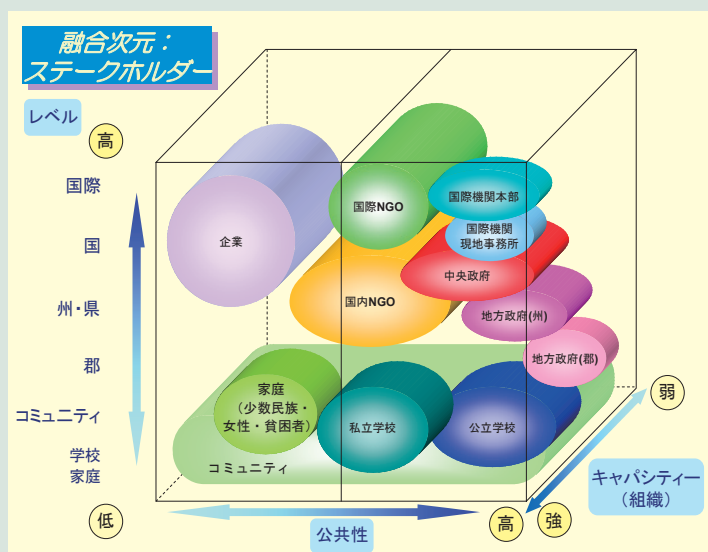 融合次元：
ステークホルダー
レベル
高
国際
国
州・県
郡
コミュニティ
学校
家庭
低
企業
国際NGO
国際機関本部
国際機関
現地事務所
中央政府
国内NGO
地方政府(州)
地方政府(郡)
家庭
（少数民族・
女性・貧困者）
私立学校
公立学校
コミュニティ
弱
キャパシティー
（組織）
強
高
公共性